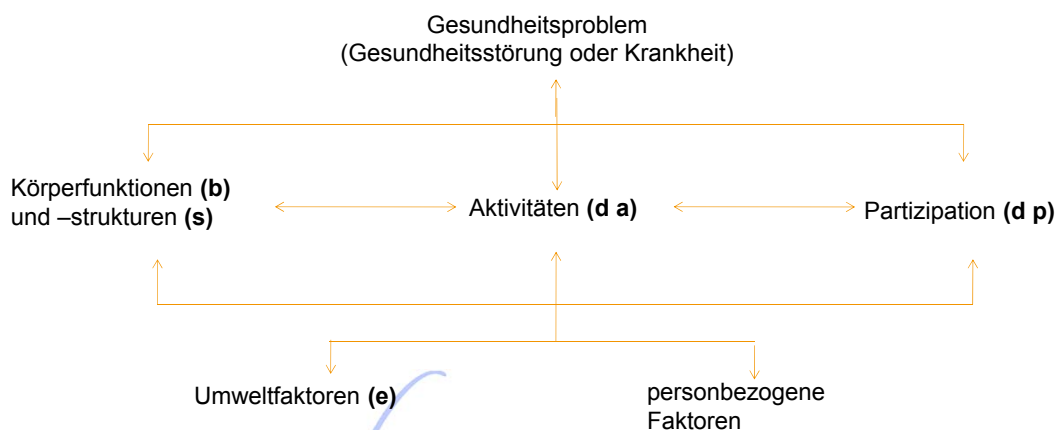 Gesundheitsproblem
(Gesundheitsstörung oder Krankheit)
Körperfunktionen (b)
und –strukturen (s)
Aktivitäten (d a)
Partizipation (d p)
Umweltfaktoren (e)
personbezogene
Faktoren